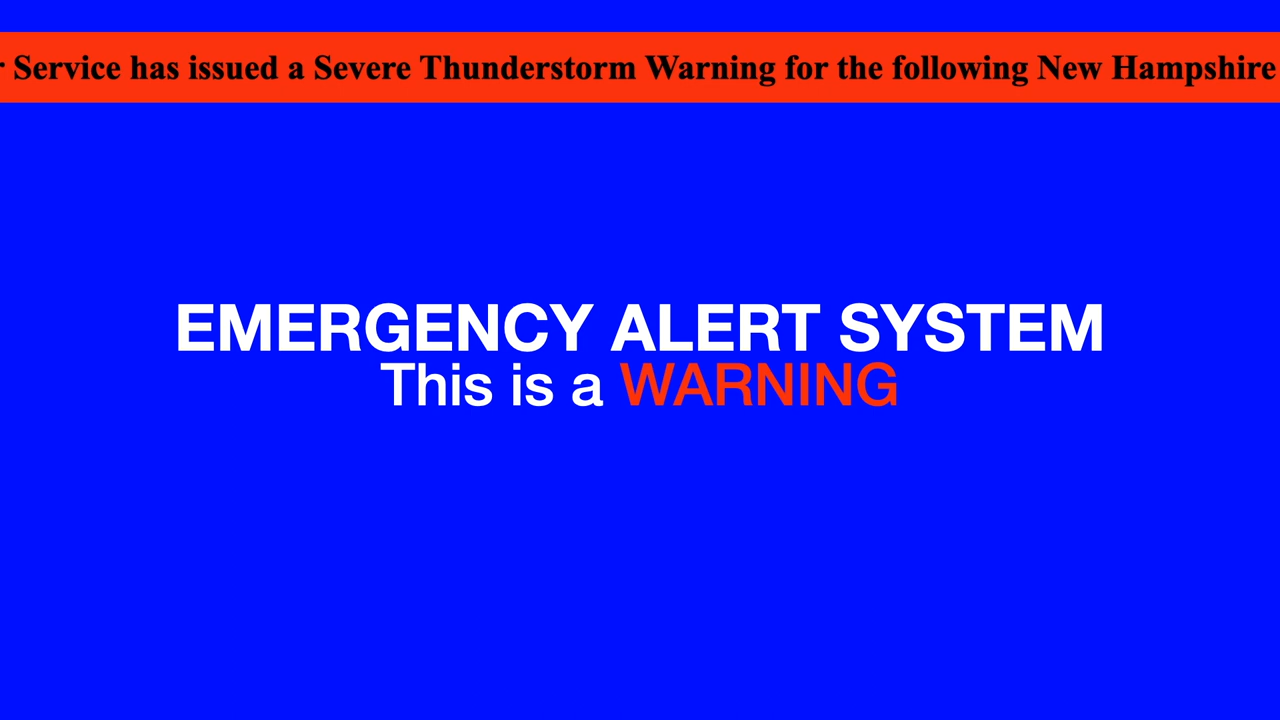 Service has issued a Severe Thunderstorm Warning for the following New Hampshire
EMERGENCY ALERT SYSTEM
This is a WARNING